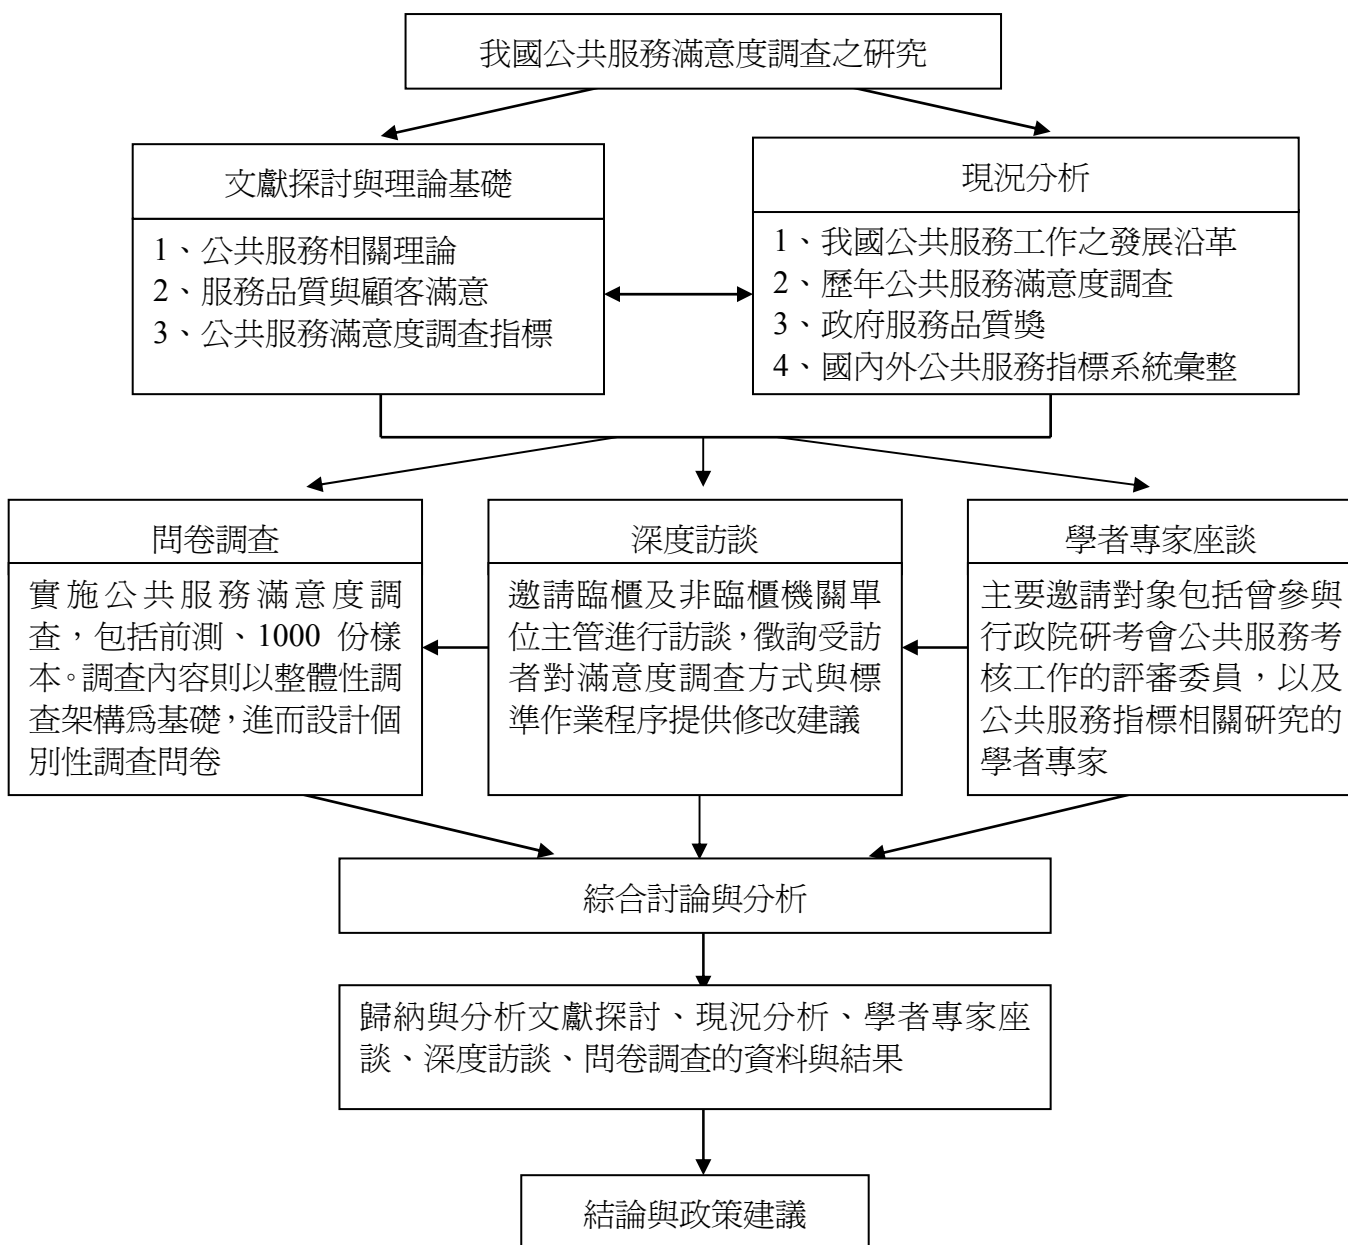 我國公共服務滿意度調查之研究
文獻探討與理論基礎
1、公共服務相關理論
2、服務品質與顧客滿意
3、公共服務滿意度調查指標
現況分析
1、我國公共服務工作之發展沿革
2、歷年公共服務滿意度調查
3、政府服務品質獎
4、國內外公共服務指標系統彙整
問卷調查
實施公共服務滿意度調
查，包括前測、1000 份樣
本。調查內容則以整體性調
查架構為基礎，進而設計個
別性調查問卷
深度訪談
邀請臨櫃及非臨櫃機關單
位主管進行訪談，徵詢受訪
者對滿意度調查方式與標
準作業程序提供修改建議
學者專家座談
主要邀請對象包括曾參與
行政院研考會公共服務考
核工作的評審委員，以及
公共服務指標相關研究的
學者專家
綜合討論與分析
歸納與分析文獻探討、現況分析、學者專家座
談、深度訪談、問卷調查的資料與結果
結論與政策建議